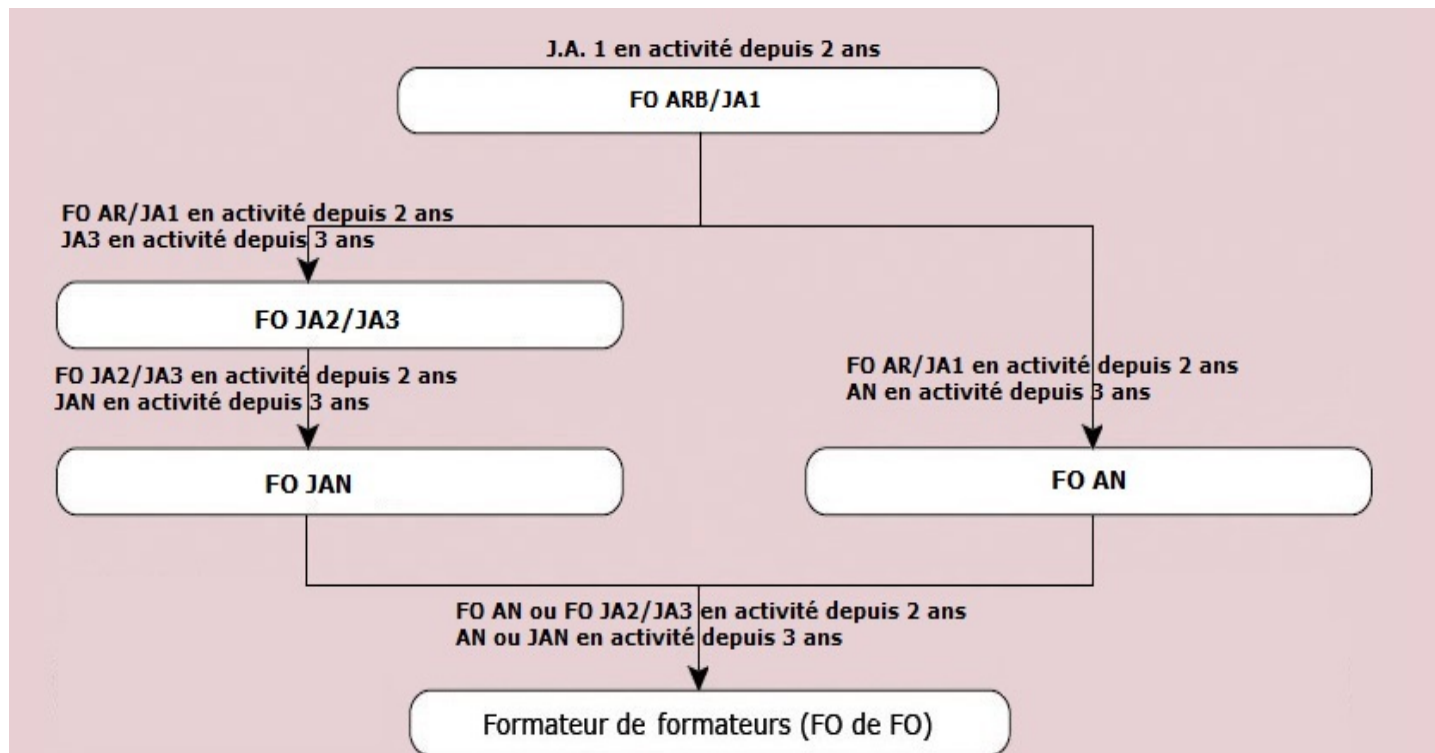 J.A. 1 en activité depuis 2 ans
FO ARB/JA1
FO AR/JA1 en activité depuis 2 ans
JA3 en activité depuis 3 ans
FO JA2/JA3
FO JA2/JA3 en activité depuis 2 ans
JAN en activité depuis 3 ans
FO AR/JA1 en activité depuis 2 ans
AN en activité depuis 3 ans
FO JAN
FO AN
FO AN ou FO JA2/JA3 en activité depuis 2 ans
AN ou JAN en activité depuis 3 ans
Formateur de formateurs (FO de FO)